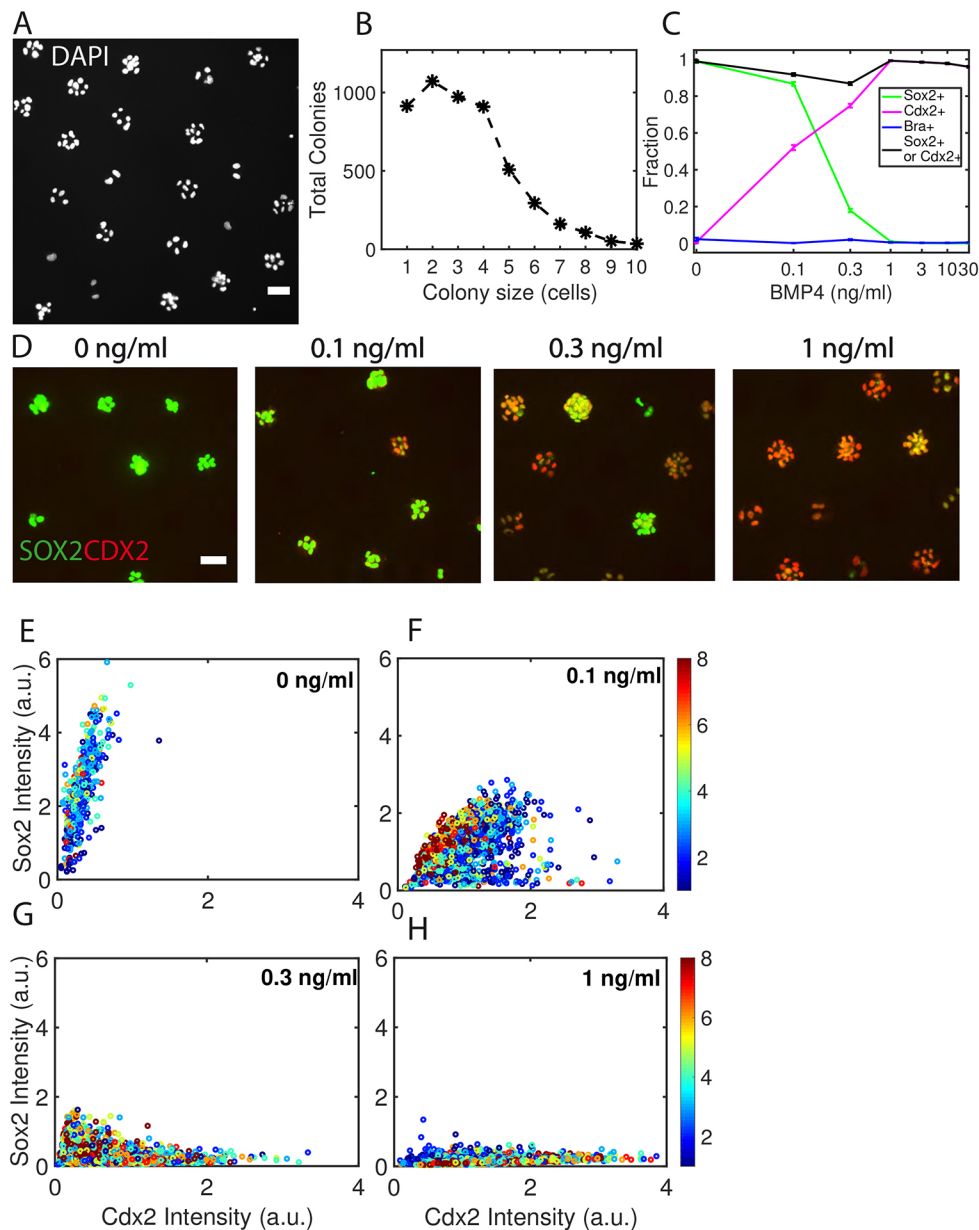 A
DAPI
B
Total Colonies
1000
500
0
1 2 3 4 5 6 7 8 9 10
Colony size (cells)
C
Fraction
1
0.8
0.6
0.4
0.2
0
Sox2+
Cdx2+
Bra+
Sox2+
or Cdx2+
0 0.1 0.3 1 3 1030
BMP4 (ng/ml)
D
0 ng/ml 0.1 ng/ml 0.3 ng/ml 1 ng/ml
SOX2CDX2
E
Sox2 Intensity (a.u.)
6
4
2
0
0 2 4
0 ng/ml
F
6
4
2
0
0 2 4
0.1 ng/ml
8
6
4
2
G
Sox2 Intensity (a.u.)
6
4
2
0
0 2 4
0.3 ng/ml
Cdx2 Intensity (a.u.)
H
6
4
2
0
0 2 4
1 ng/ml
Cdx2 Intensity (a.u.)
8
6
4
2